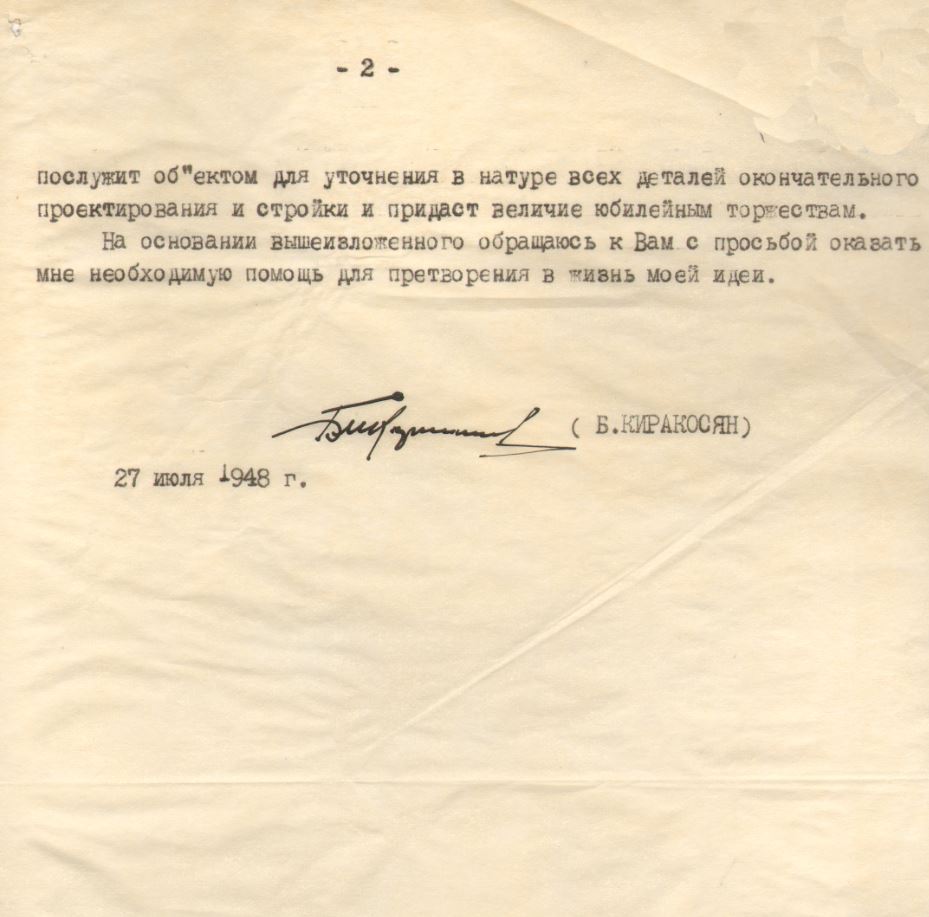 - 2 -
послужит об"ектом для уточнения в натуре всех деталей окончательного
проектирования и стройки и придаст величие юбилейным торжествам.
На основании вышеизложенного обращаюсь к Вам с просьбой оказать
мне необходимую помощь для претворения в жизнь моей идеи.
( Б.КИРАКОСЯН)
27 июля 1948 г.